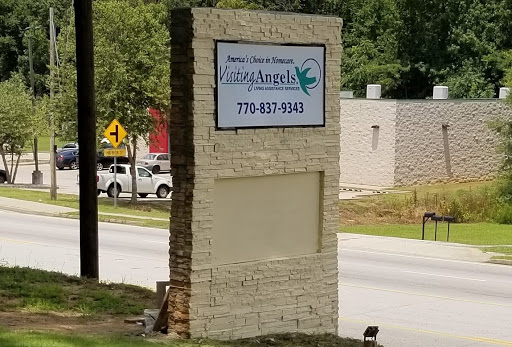 America's Choice in Homecare.
Visiting Angels
LIVING ASSISTANCE SERVICES
770-837-9343